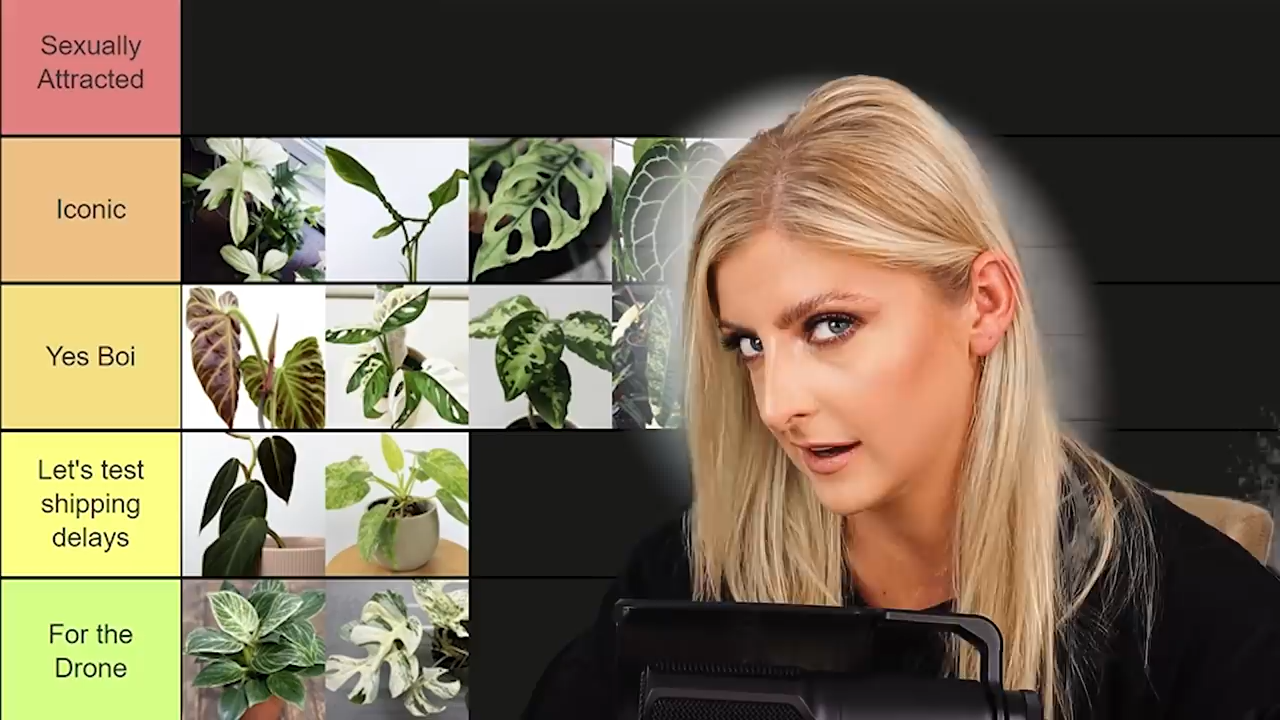 Sexually
Attracted
Iconic
Yes Boi
Let's test
shipping
delays
For the
Drone